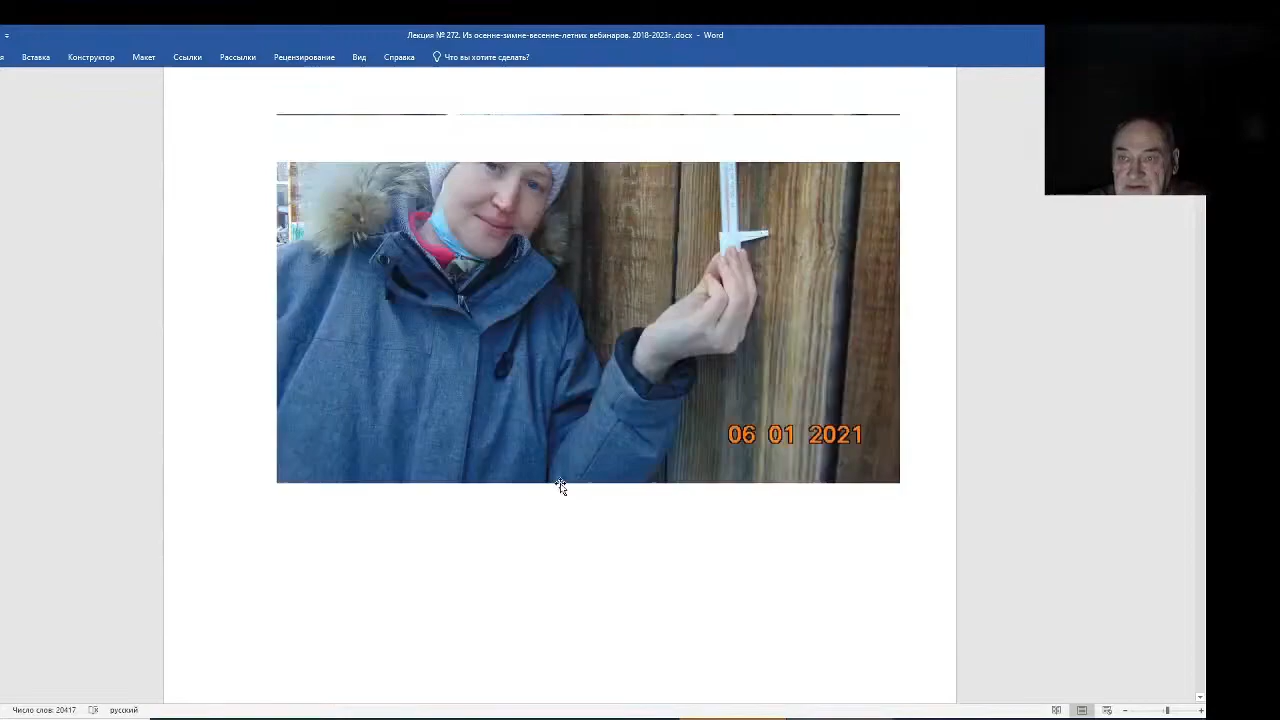 Лекция № 272. Из осенне-зимне-весенне-летних вебинаров. 2018-2023г..docx - Word
Вставка Конструктор Макет Ссылки Рассылки Рецензирование Вид Справка Что вы хотите сделать?
06 01 2021
Число слов: 20417 русский